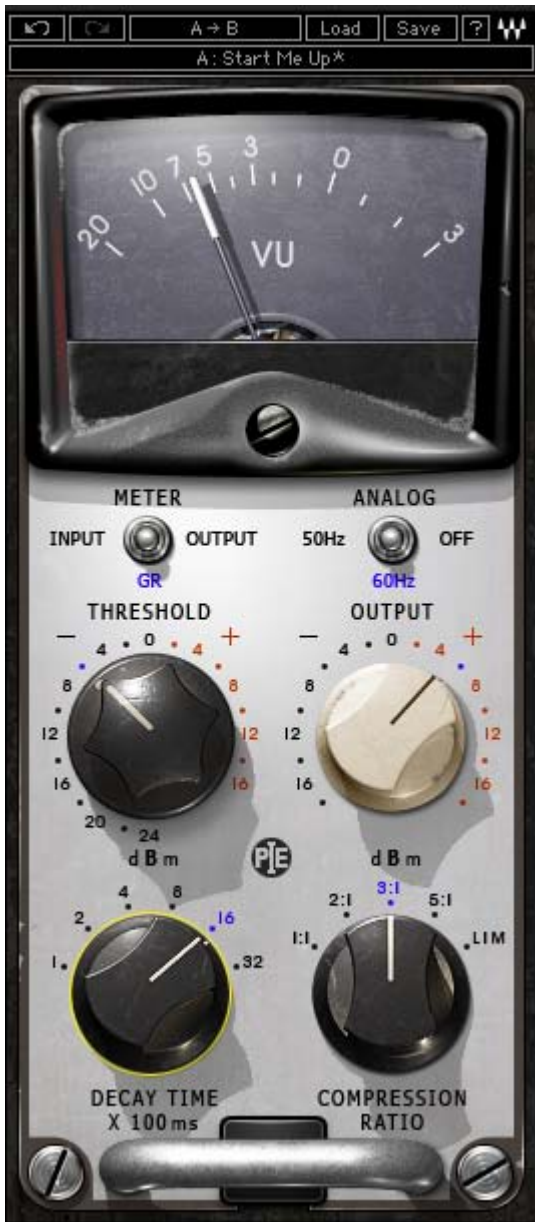 A→B Load Save ?
A: Start Me Up*
20 10 7 5 3 0 3
VU
METER ANALOG
INPUT OUTPUT 50Hz OFF
GR 60Hz
THRESHOLD OUTPUT
− 4 0 4 + − 4 0 4 +
8 8 8 8
12 12 12 12
16 16 16 16
20 24
dBm PIE dBm
1 2 4 8 16 32 1:1 2:1 3:1 5:1 LIM
DECAY TIME COMPRESSION
X 100ms RATIO